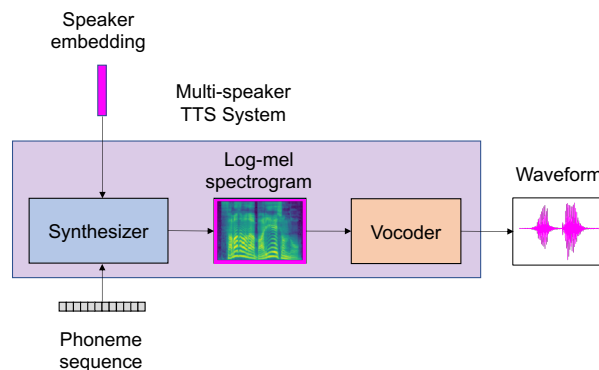 Speaker
embedding
Multi-speaker
TTS System
Log-mel
spectrogram
Waveform
Synthesizer
Vocoder
Phoneme
sequence